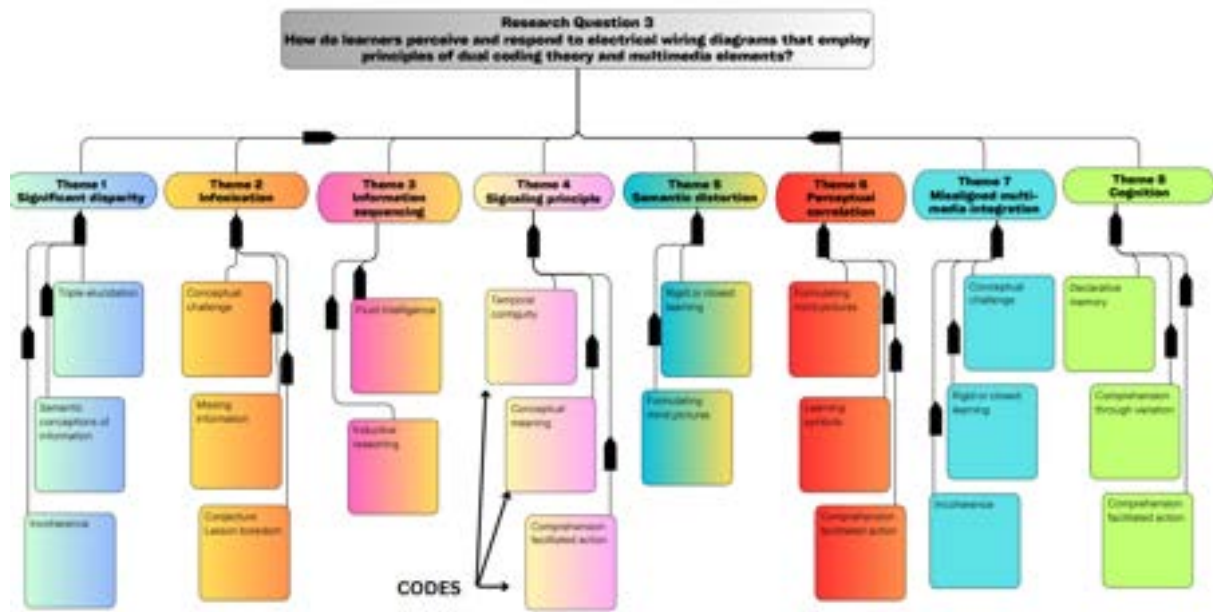 Research Question 3
How do learners perceive and respond to electrical wiring diagrams that employ
principles of dual coding theory and multimedia elements?
Theme 1
Significant disparity
Theme 2
Infoxication
Theme 3
Information
sequencing
Theme 4
Signaling principle
Theme 5
Semantic distortion
Theme 6
Perceptual
correlation
Theme 7
Misaligned multi-
media integration
Theme 8
Cognition
Triple elucidation
Semantic
conceptions of
information
Incoherence
Conceptual
challenge
Missing
information
Conjecture
Lesson boredom
Fluid intelligence
Inductive
reasoning
Temporal
contiguity
Conceptual
meaning
Comprehension
facilitated action
CODES
Rigid or closest
learning
Formulating
mind pictures
Formulating
mind pictures
Learning
symbols
Comprehension
facilitated action
Conceptual
challenge
Rigid or closest
learning
Incoherence
Declarative
memory
Comprehension
through variation
Comprehension
facilitated action